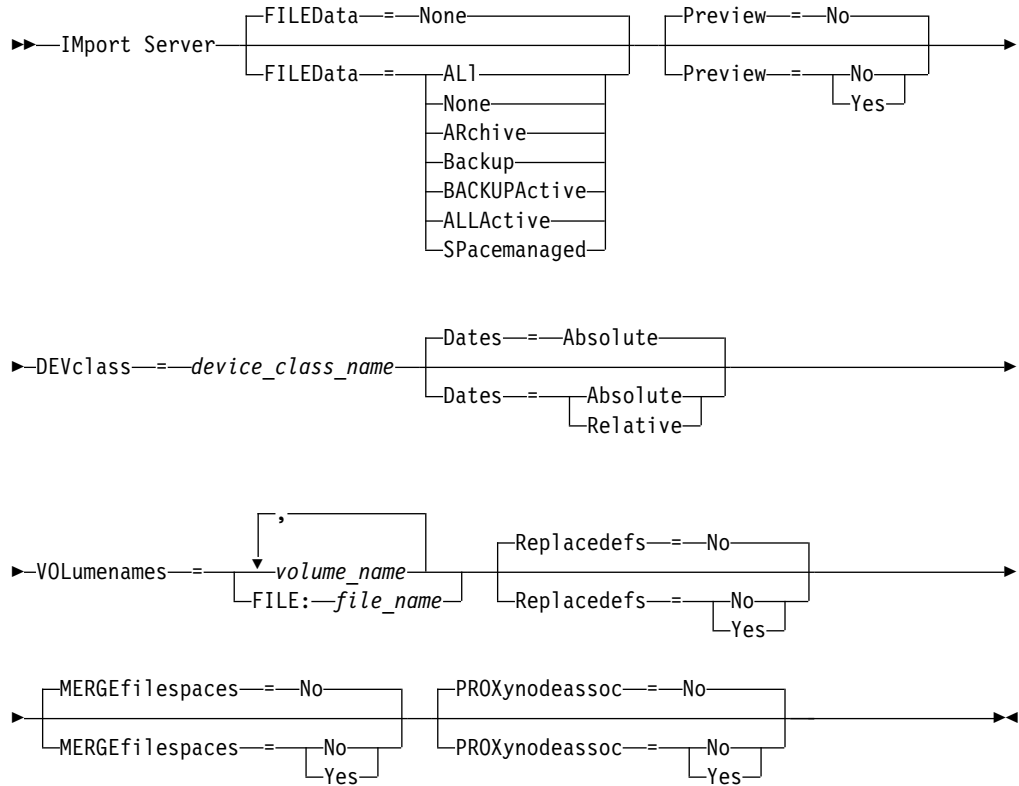 FILEData = None Preview = No
IMport Server
FILEData = ALl Preview = No
None Yes
ARchive
Backup
BACKUPActive
ALLActive
SPacemanaged
Dates = Absolute
DEVclass = device_class_name
Dates = Absolute
Relative
,
Replacedefs = No
VOLumenames = volume_name
FILE: file_name Replacedefs = No
Yes
MERGEfilespaces = No PROXynodeassoc = No
MERGEfilespaces = No PROXynodeassoc = No
Yes Yes